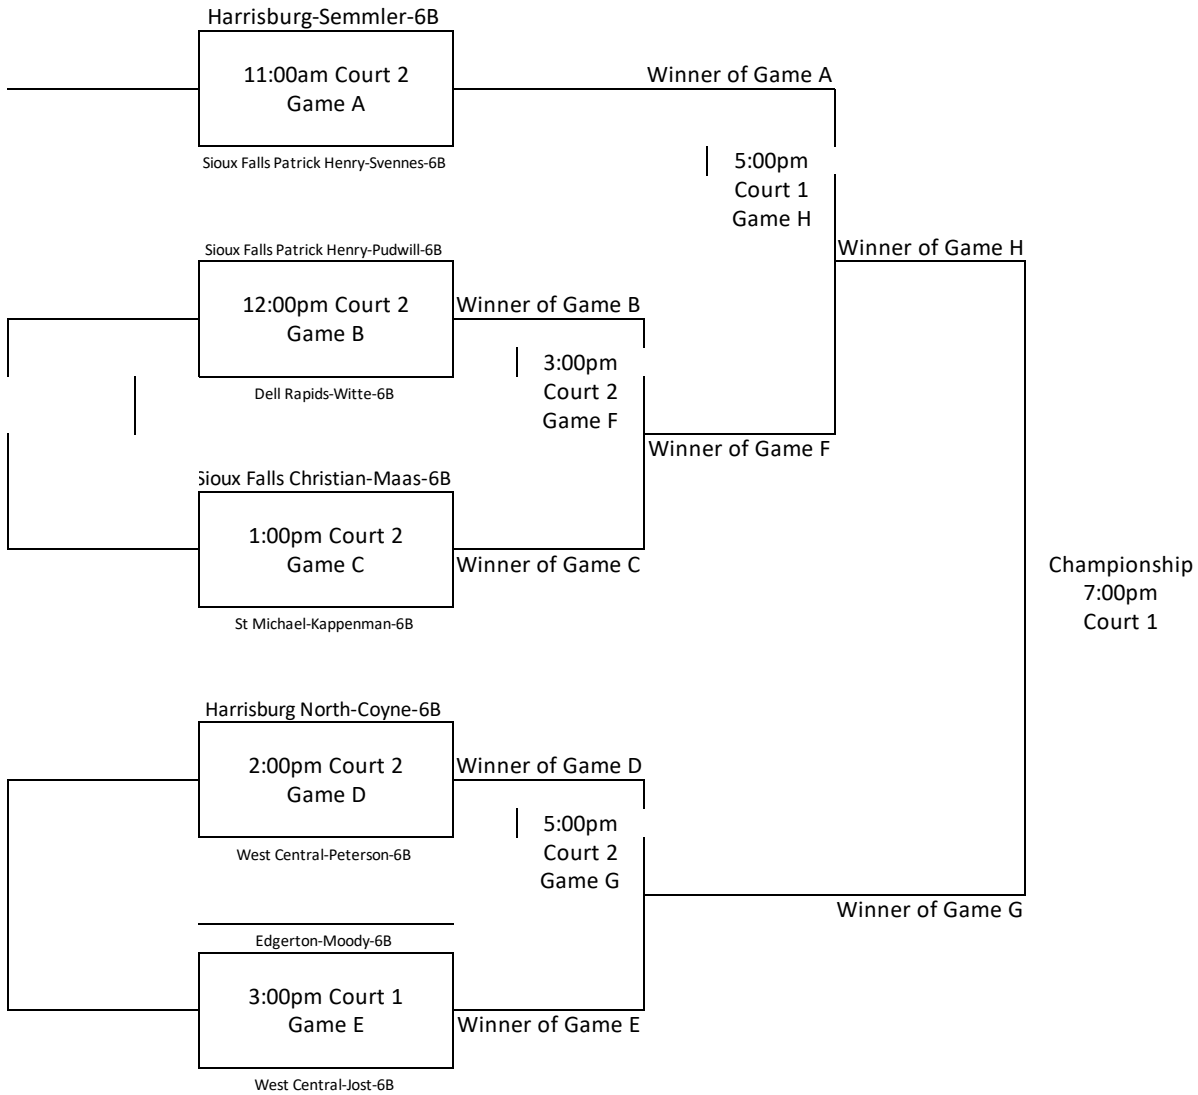 Harrisburg-Semmler-6B
11:00am Court 2
Game A
Winner of Game A
Sioux Falls Patrick Henry-Svennes-6B
5:00pm
Court 1
Game H
Sioux Falls Patrick Henry-Pudwill-6B
Winner of Game H
12:00pm Court 2
Game B
Winner of Game B
3:00pm
Court 2
Game F
Dell Rapids-Witte-6B
Winner of Game F
Sioux Falls Christian-Maas-6B
1:00pm Court 2
Game C
Winner of Game C
Championship
7:00pm
Court 1
St Michael-Kappenman-6B
Harrisburg North-Coyne-6B
2:00pm Court 2
Game D
Winner of Game D
5:00pm
Court 2
Game G
West Central-Peterson-6B
Winner of Game G
Edgerton-Moody-6B
3:00pm Court 1
Game E
Winner of Game E
West Central-Jost-6B